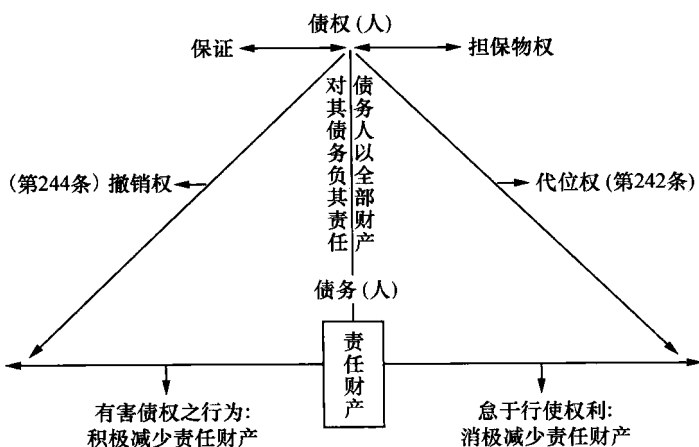 债权(人)
保证
担保物权
债务人以全部财产
对其债务负其责任
(第244条)撤销权
代位权(第242条)
债务(人)
责任财产
有害债权之行为:
积极减少责任财产
怠于行使权利:
消极减少责任财产